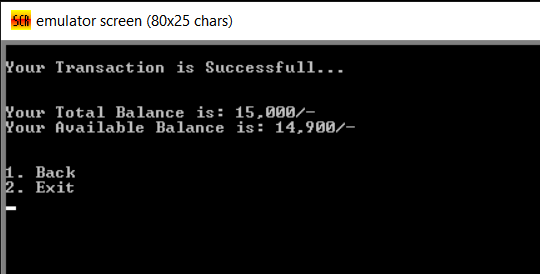 SCR emulator screen (80x25 chars)
Your Transaction is Successfull...
Your Total Balance is: 15,000/-
Your Available Balance is: 14,900/-
1. Back
2. Exit